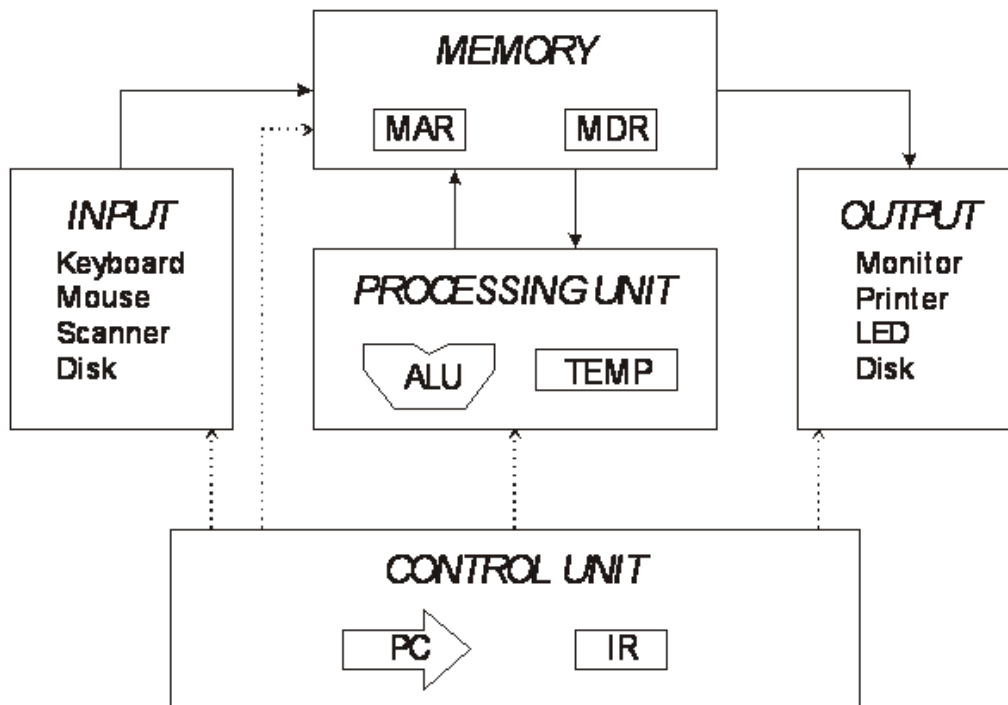 MEMORY
MAR
MDR
INPUT
Keyboard
Mouse
Scanner
Disk
PROCESSING UNIT
ALU
TEMP
OUTPUT
Monitor
Printer
LED
Disk
CONTROL UNIT
PC
IR